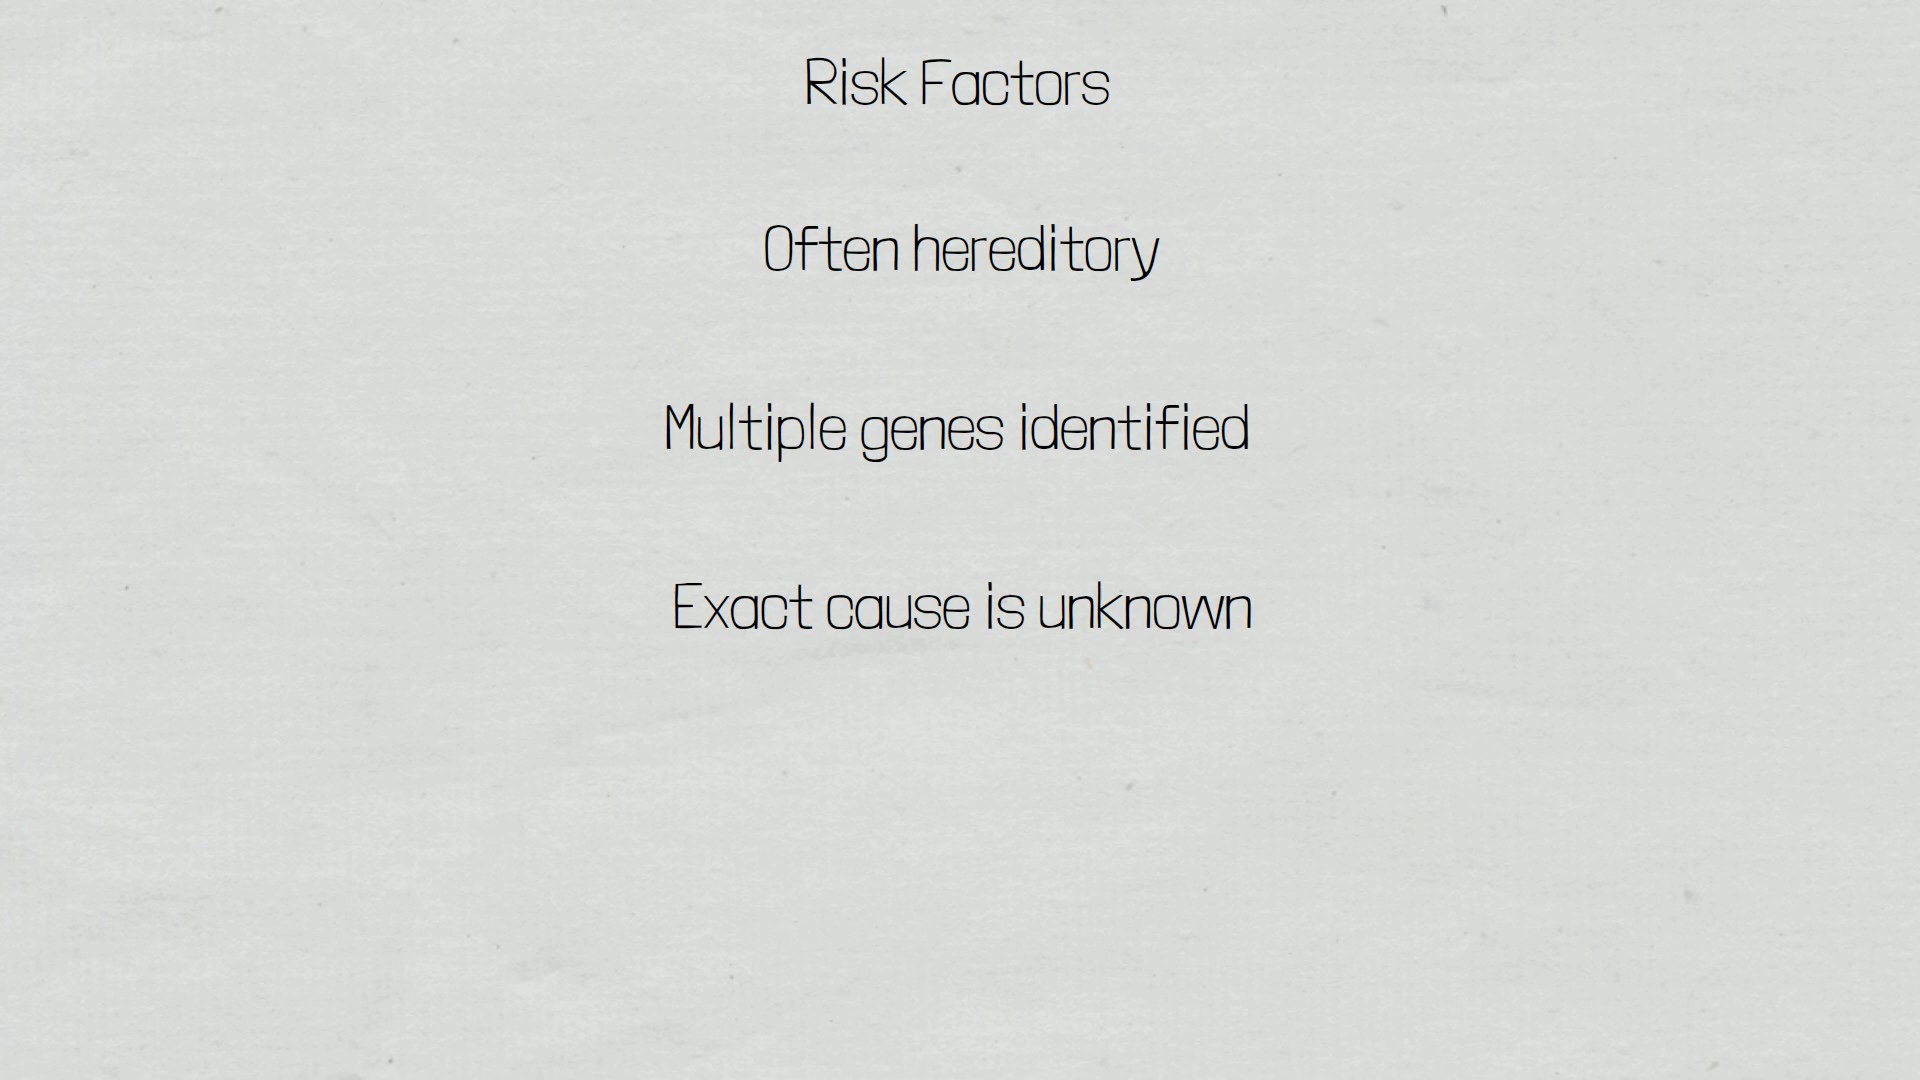 Risk Factors
Often hereditory
Multiple genes identified
Exact cause is unknown